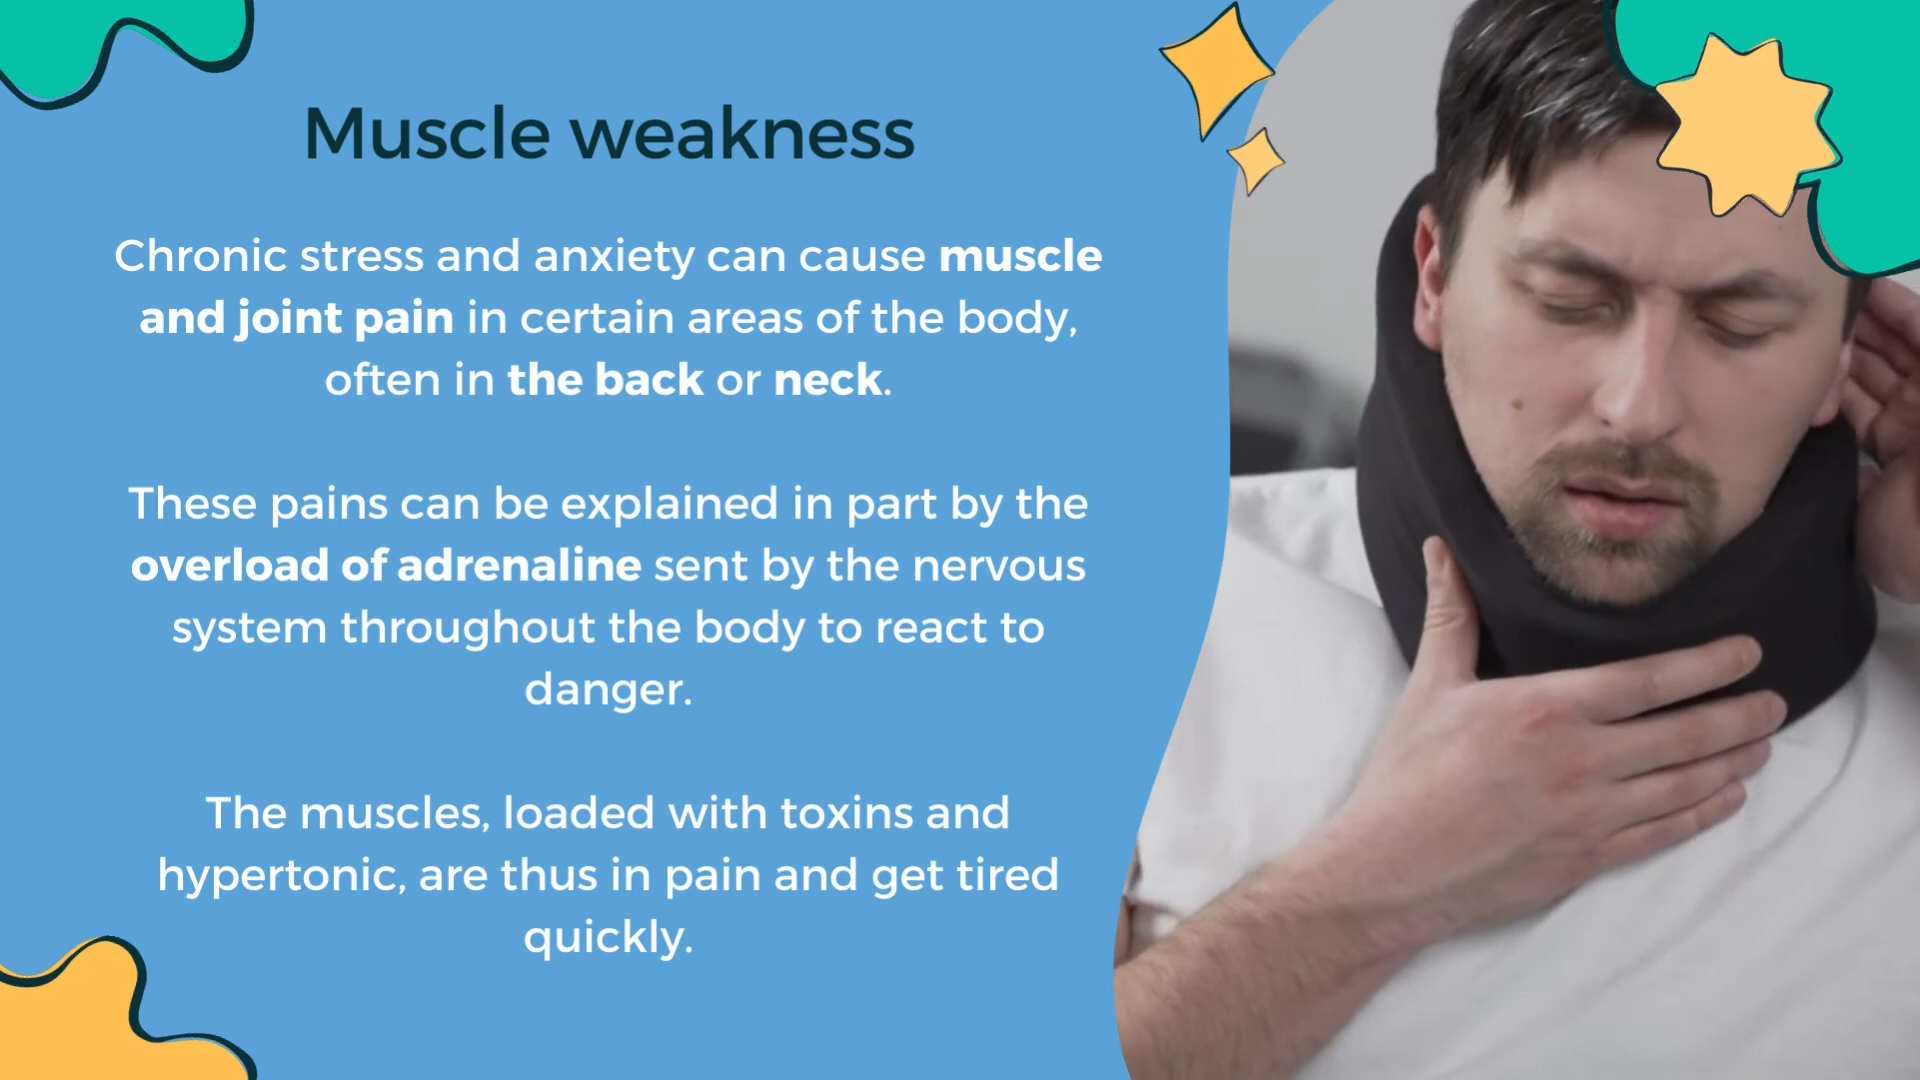 Muscle weakness
Chronic stress and anxiety can cause muscle
and joint pain in certain areas of the body,
often in the back or neck.
These pains can be explained in part by the
overload of adrenaline sent by the nervous
system throughout the body to react to
danger.
The muscles, loaded with toxins and
hypertonic, are thus in pain and get tired
quickly.